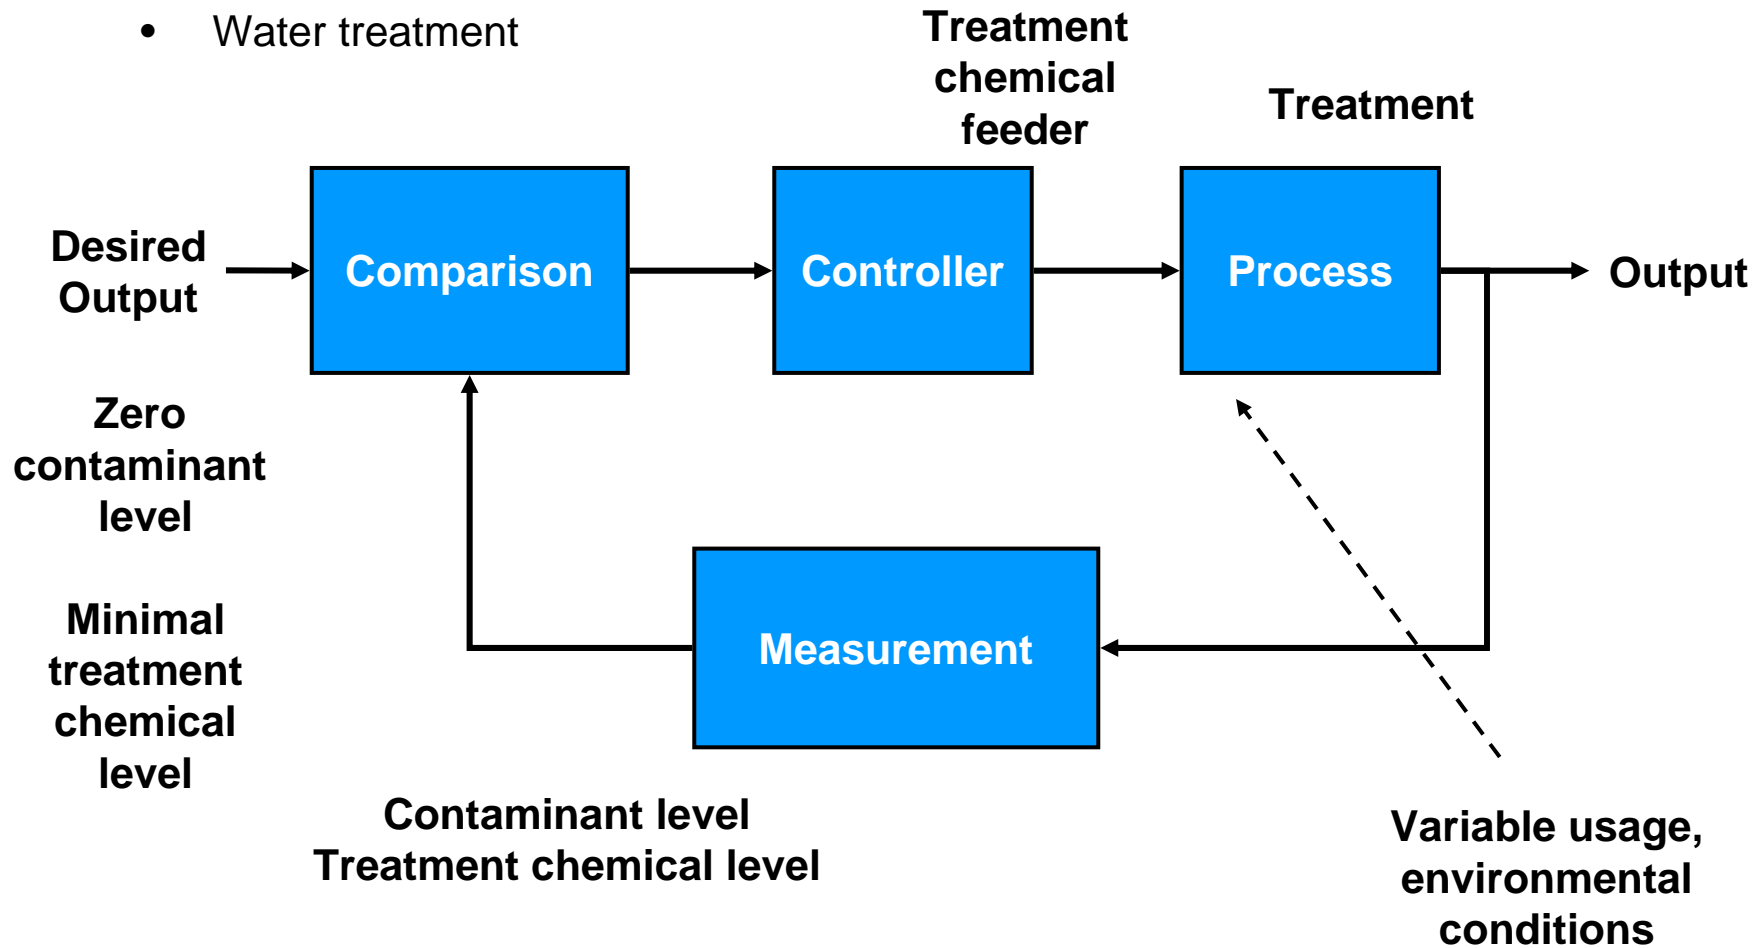 • Water treatment
Treatment
chemical
feeder
Treatment
Desired
Output
Comparison
Controller
Process
Output
Zero
contaminant
level
Minimal
treatment
chemical
level
Measurement
Contaminant level
Treatment chemical level
Variable usage,
environmental
conditions